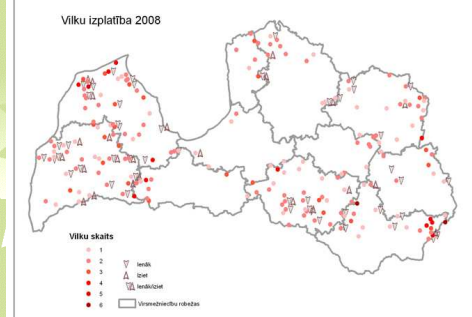 Vilku izplatība 2008
Vilku skaits
1
2
3
4
5
6
Ienāk
Iziet
Ienāk/iziet
Virsmežniecību robežas